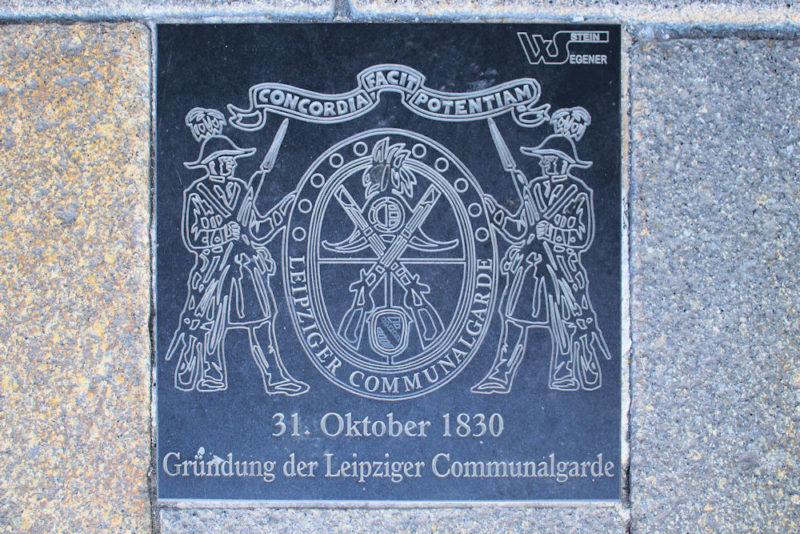 STEIN
WEGENER
CONCORDIA FACIT POTENTIAM
LEIPZIGER COMMUNALGARDE
31. Oktober 1830
Gründung der Leipziger Communalgarde